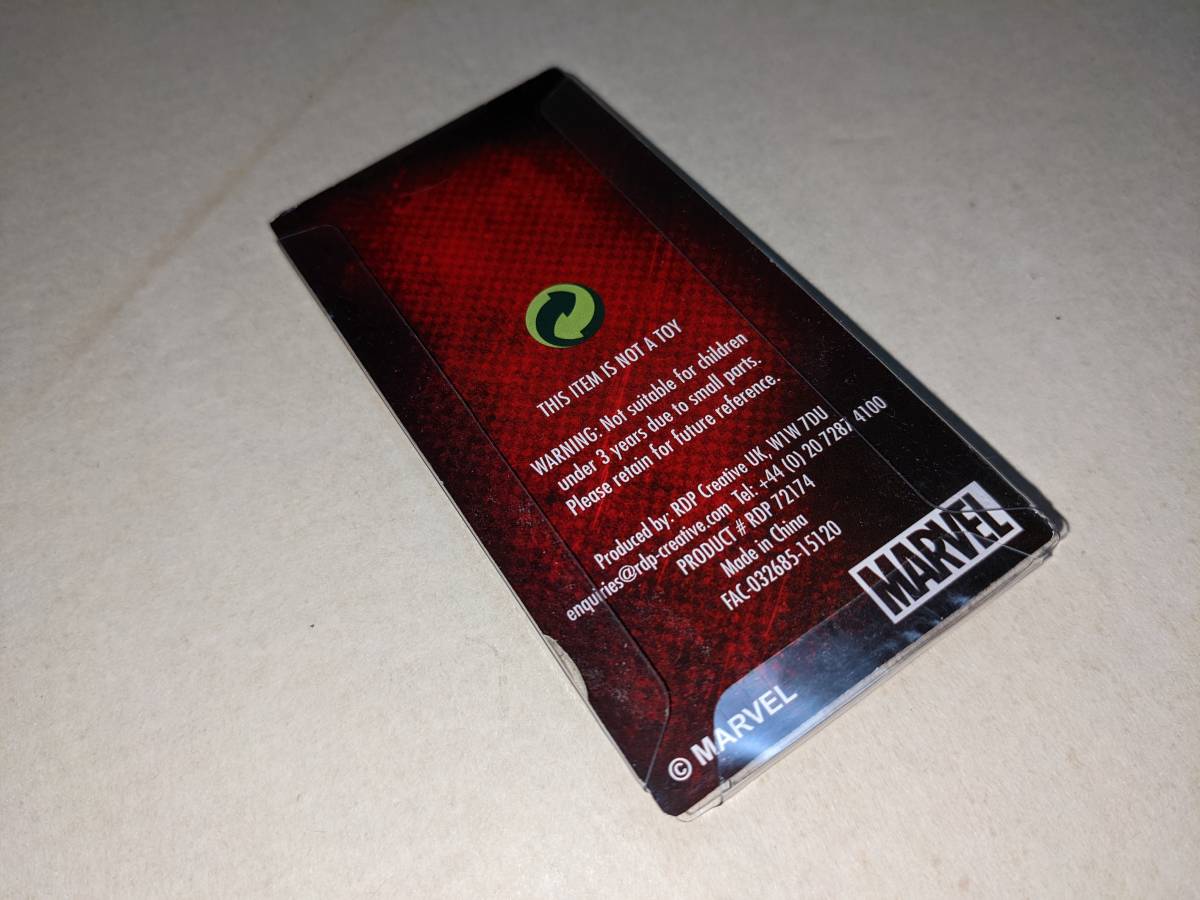 THIS ITEM IS NOT A TOY
WARNING: Not suitable for children
under 3 years due to small parts.
Please retain for future reference.
Produced by: RDP Creative UK, W1W 7DU
enquiries@rdp-creative.com Tel: +44 (0) 20 7287 4100
PRODUCT # RDP 72174
Made in China
FAC-032685-15120
MARVEL
© MARVEL